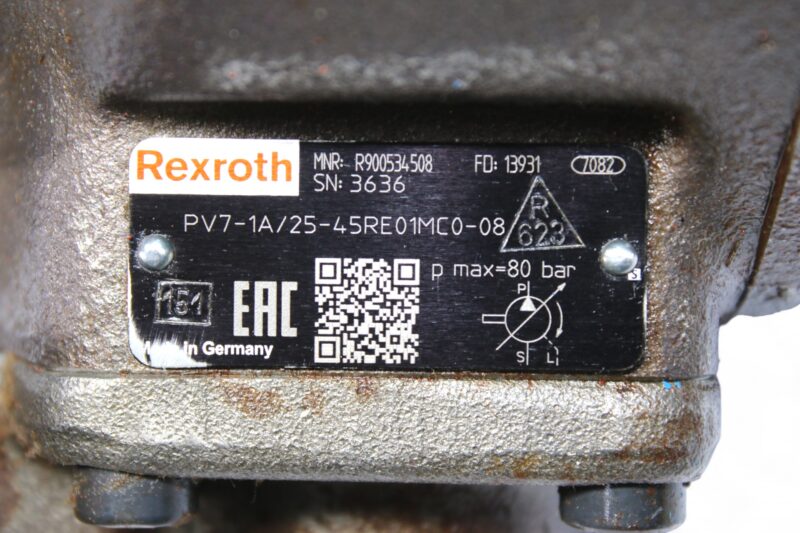 Rexroth
MNR: R900534508 FD: 13931 7082
SN: 3636
PV7-1A/25-45RE01MC0-08
R
623
p max=80 bar
P
S L
151
EAC
in Germany
S